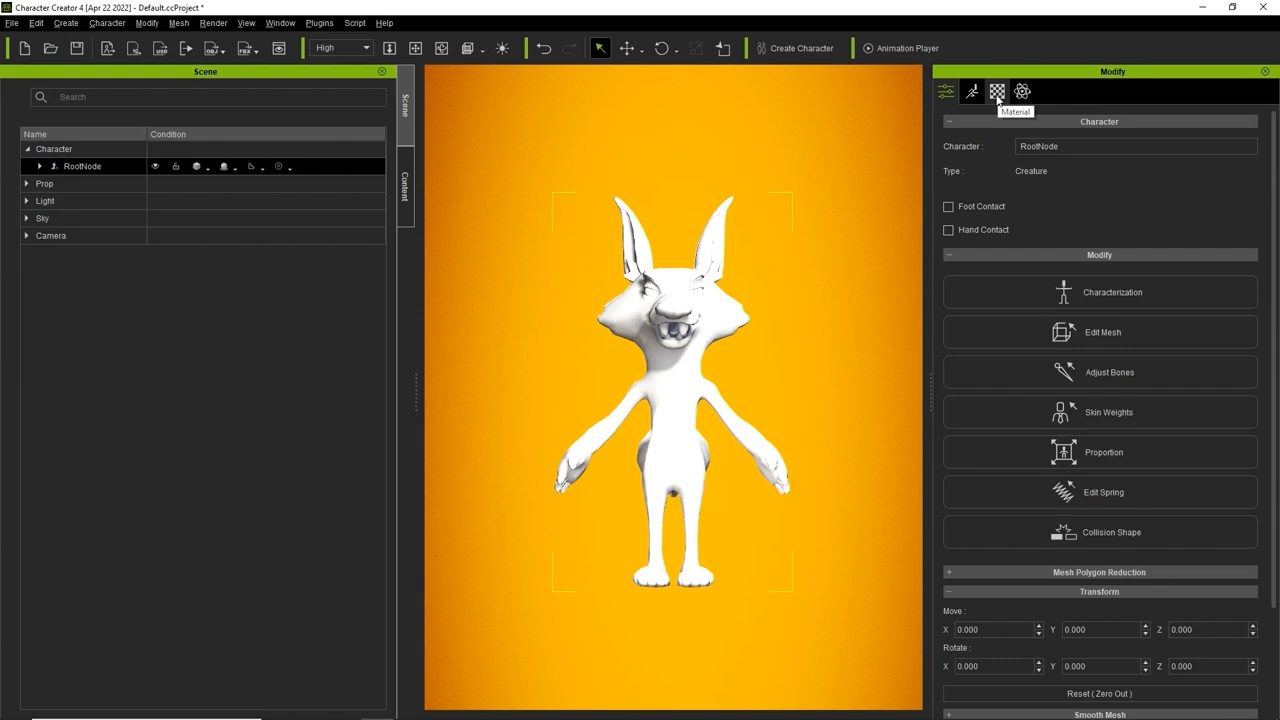 Character Creator 4 [Apr 22 2022] - Default.ccProject *
File Edit Create Character Modify Mesh Render View Window Plugins Script Help
High Create Character Animation Player
Scene
Search
Name Condition
Character
RootNode
Prop
Light
Sky
Camera
Scene
Content
Modify
Material
Character
Character : RootNode
Type : Creature
Foot Contact
Hand Contact
Modify
Characterization
Edit Mesh
Adjust Bones
Skin Weights
Proportion
Edit Spring
Collision Shape
Mesh Polygon Reduction
Transform
Move :
X 0.000 Y 0.000 Z 0.000
Rotate :
X 0.000 Y 0.000 Z 0.000
Reset ( Zero Out )
Smooth Mesh